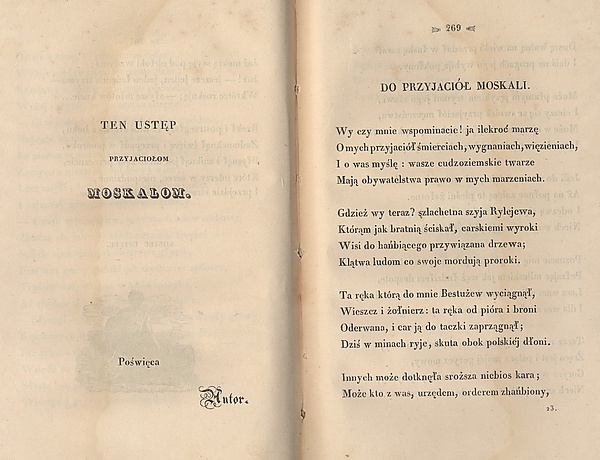 TEN USTĘP
PRZYJACIOŁOM
MOSKALOM.
Poświęca
Autor.
269
DO PRZYJACIÓŁ MOSKALI.
Wy czy mnie wspominacie! ja ilekroć marzę
O mych przyjaciół śmierciach, wygnaniach, więzieniach,
I o was myślę : wasze cudzoziemskie twarze
Mają obywatelstwa prawo w mych marzeniach.
Gdzież wy teraz? szlachetna szyja Rylejewa,
Którąm jak bratnią ściskał, carskiemi wyroki
Wisi do hańbiącego przywiązana drzewa;
Klątwa ludom co swoje mordują proroki.
Ta ręka którą do mnie Bestużew wyciągnął,
Wieszcz i żołnierz: ta ręka od pióra i broni
Oderwana, i car ją do taczki zaprzągnął;
Dziś w minach ryje, skuta obok polskiéj dłoni.
Innych może dotknęła sroższa niebios kara;
Może kto z was, urzędem, orderem zhańbiony,
23.